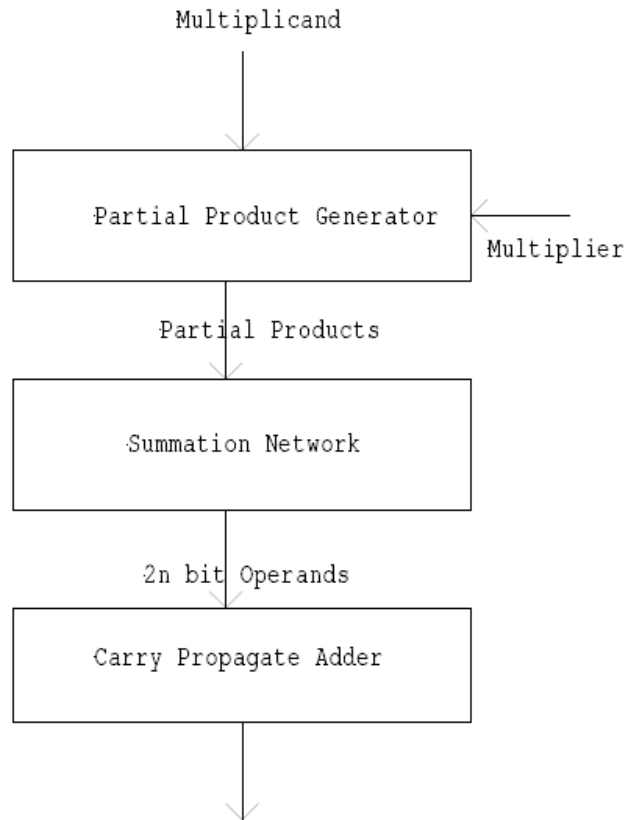 Multiplicand
Partial Product Generator
Multiplier
Partial Products
Summation Network
2n bit Operands
Carry Propagate Adder